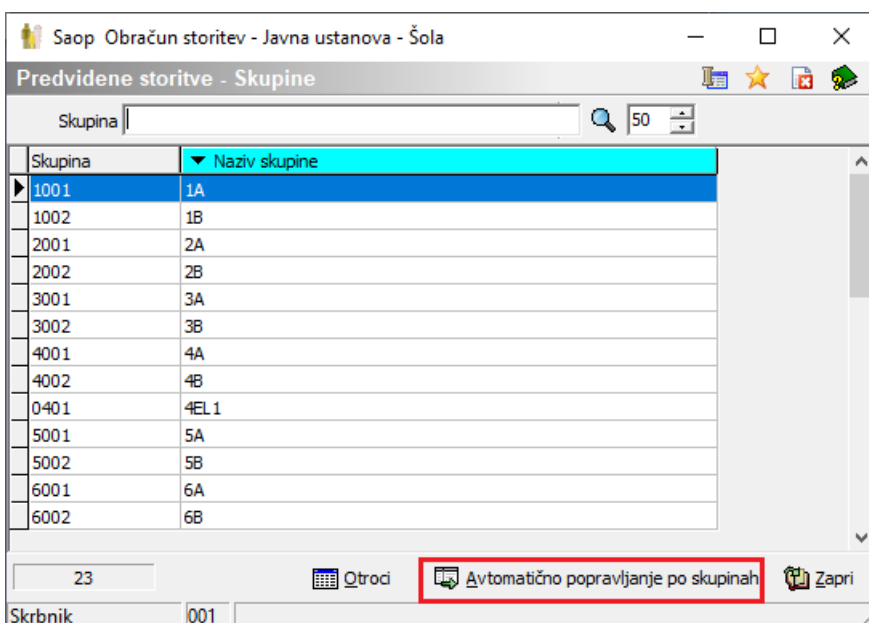 Saop Obračun storitev - Javna ustanova - Šola
Predvidene storitve - Skupine
Skupina 50
Skupina Naziv skupine
1001 1A
1002 1B
2001 2A
2002 2B
3001 3A
3002 3B
4001 4A
4002 4B
0401 4EL1
5001 5A
5002 5B
6001 6A
6002 6B
23 Otroci Avtomatično popravljanje po skupinah Zapri
Skrbnik 001